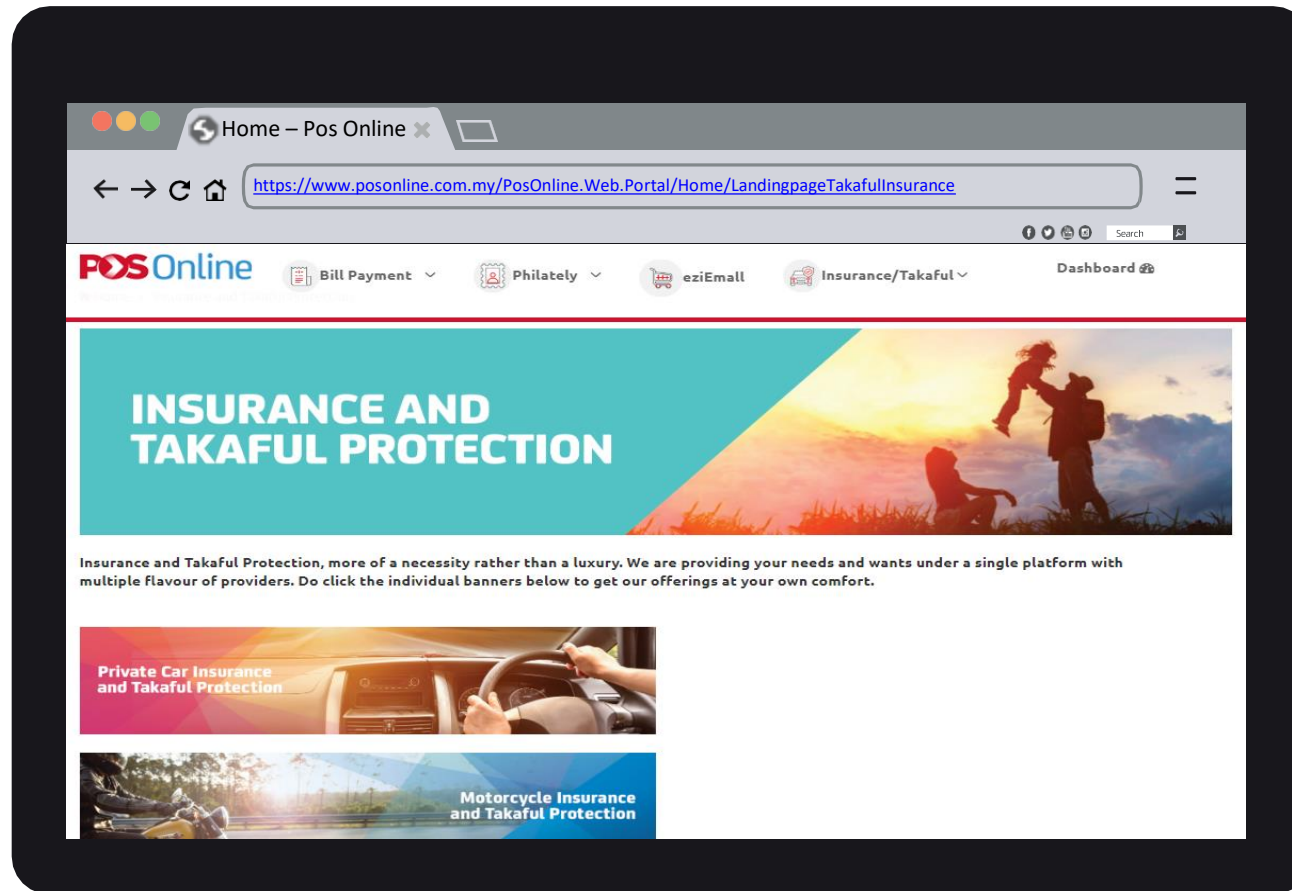 Home – Pos Online
https://www.posonline.com.my/PosOnline.Web.Portal/Home/LandingpageTakafulInsurance
Search
POS Online
Bill Payment
Philately
eziEmall
Insurance/Takaful
Dashboard
INSURANCE AND
TAKAFUL PROTECTION
Insurance and Takaful Protection, more of a necessity rather than a luxury. We are providing your needs and wants under a single platform with
multiple flavour of providers. Do click the individual banners below to get our offerings at your own comfort.
Private Car Insurance
and Takaful Protection
Motorcycle Insurance
and Takaful Protection